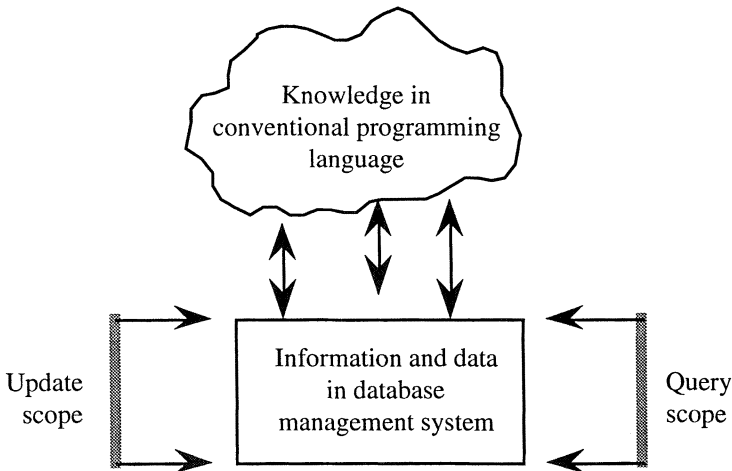 Knowledge in
conventional programming
language
Information and data
in database
management system
Update
scope
Query
scope